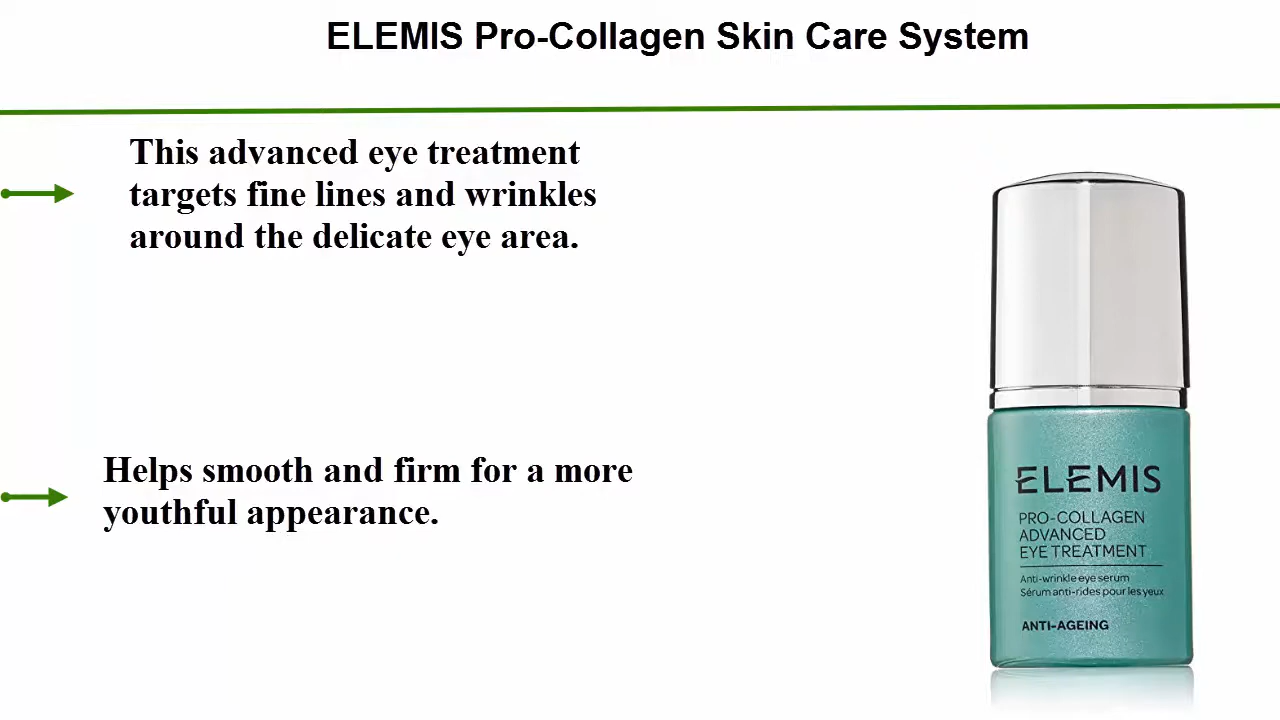 ELEMIS Pro-Collagen Skin Care System
This advanced eye treatment
targets fine lines and wrinkles
around the delicate eye area.
Helps smooth and firm for a more
youthful appearance.
ELEMIS
PRO-COLLAGEN
ADVANCED
EYE TREATMENT
Anti-wrinkle eye serum
Sérum anti-rides pour les yeux
ANTI-AGEING